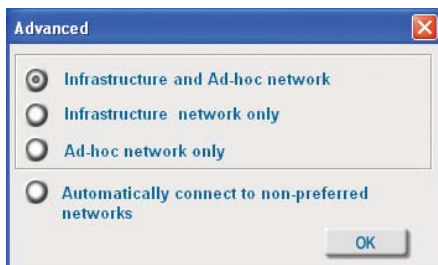 Advanced
Infrastructure and Ad-hoc network
Infrastructure network only
Ad-hoc network only
Automatically connect to non-preferred
networks
OK